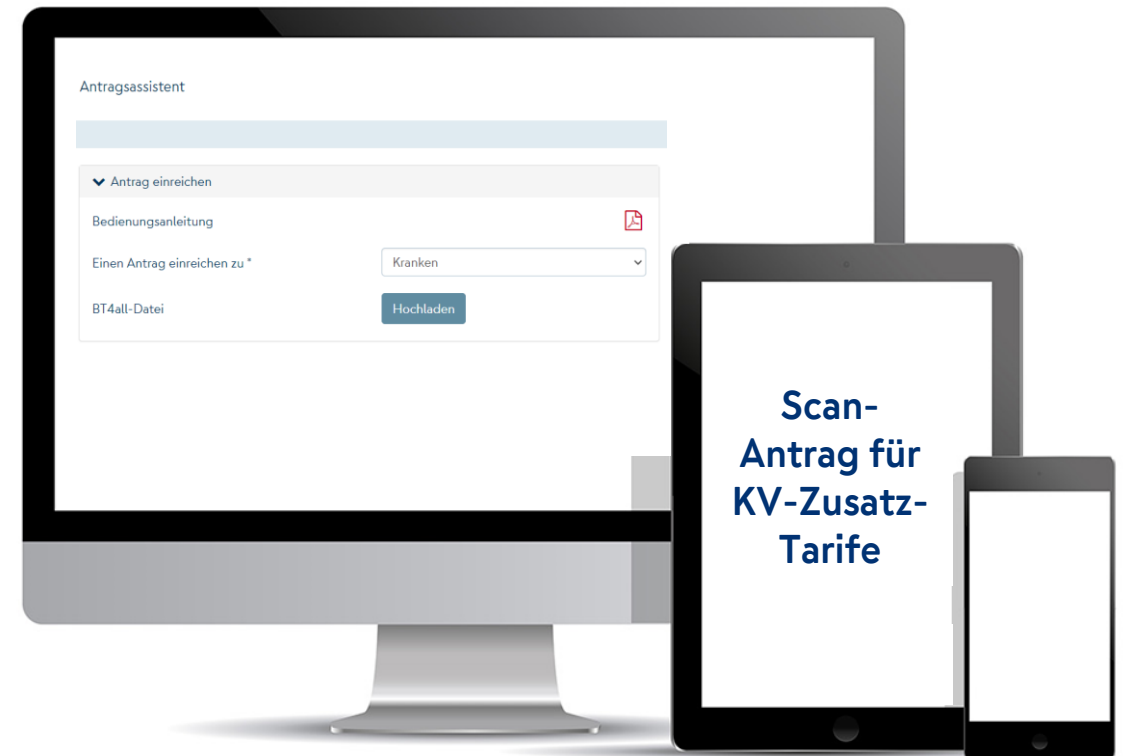 Antragsassistent
Antrag einreichen
Bedienungsanleitung
Einen Antrag einreichen zu *
Kranken
BT4all-Datei
Hochladen
Scan-
Antrag für
KV-Zusatz-
Tarife